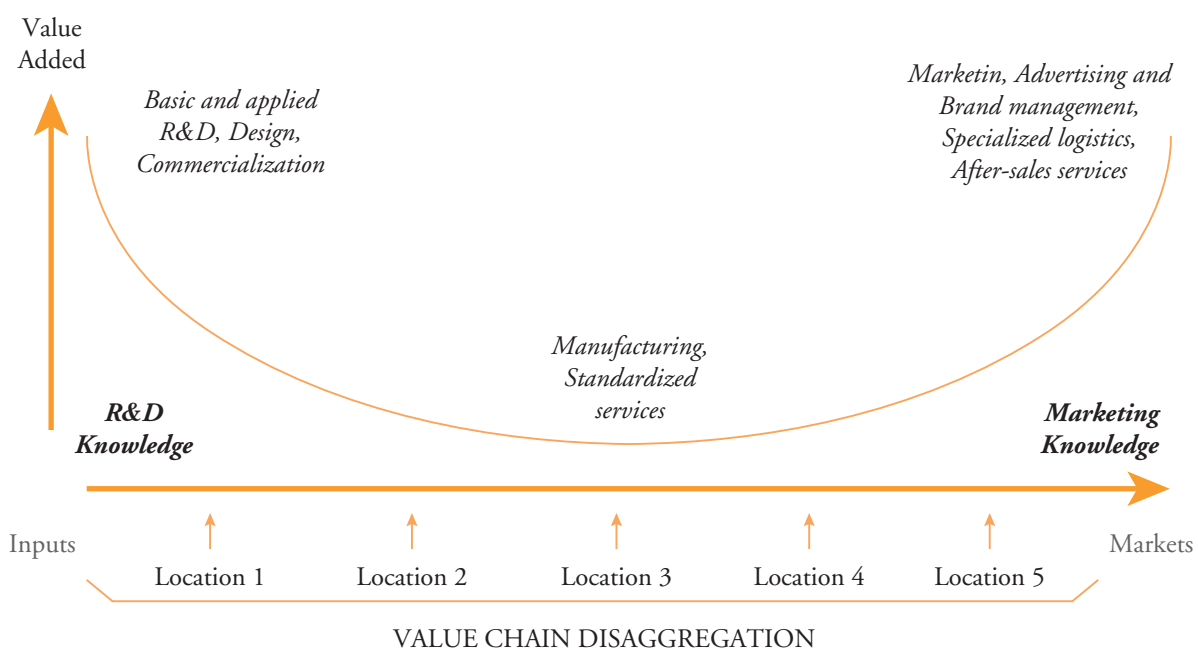 Value
Added
Basic and applied
R&D, Design,
Commercialization
Marketin, Advertising and
Brand management,
Specialized logistics,
After-sales services
Manufacturing,
Standardized
services
R&D
Knowledge
Marketing
Knowledge
Inputs
Markets
Location 1
Location 2
Location 3
Location 4
Location 5
VALUE CHAIN DISAGGREGATION